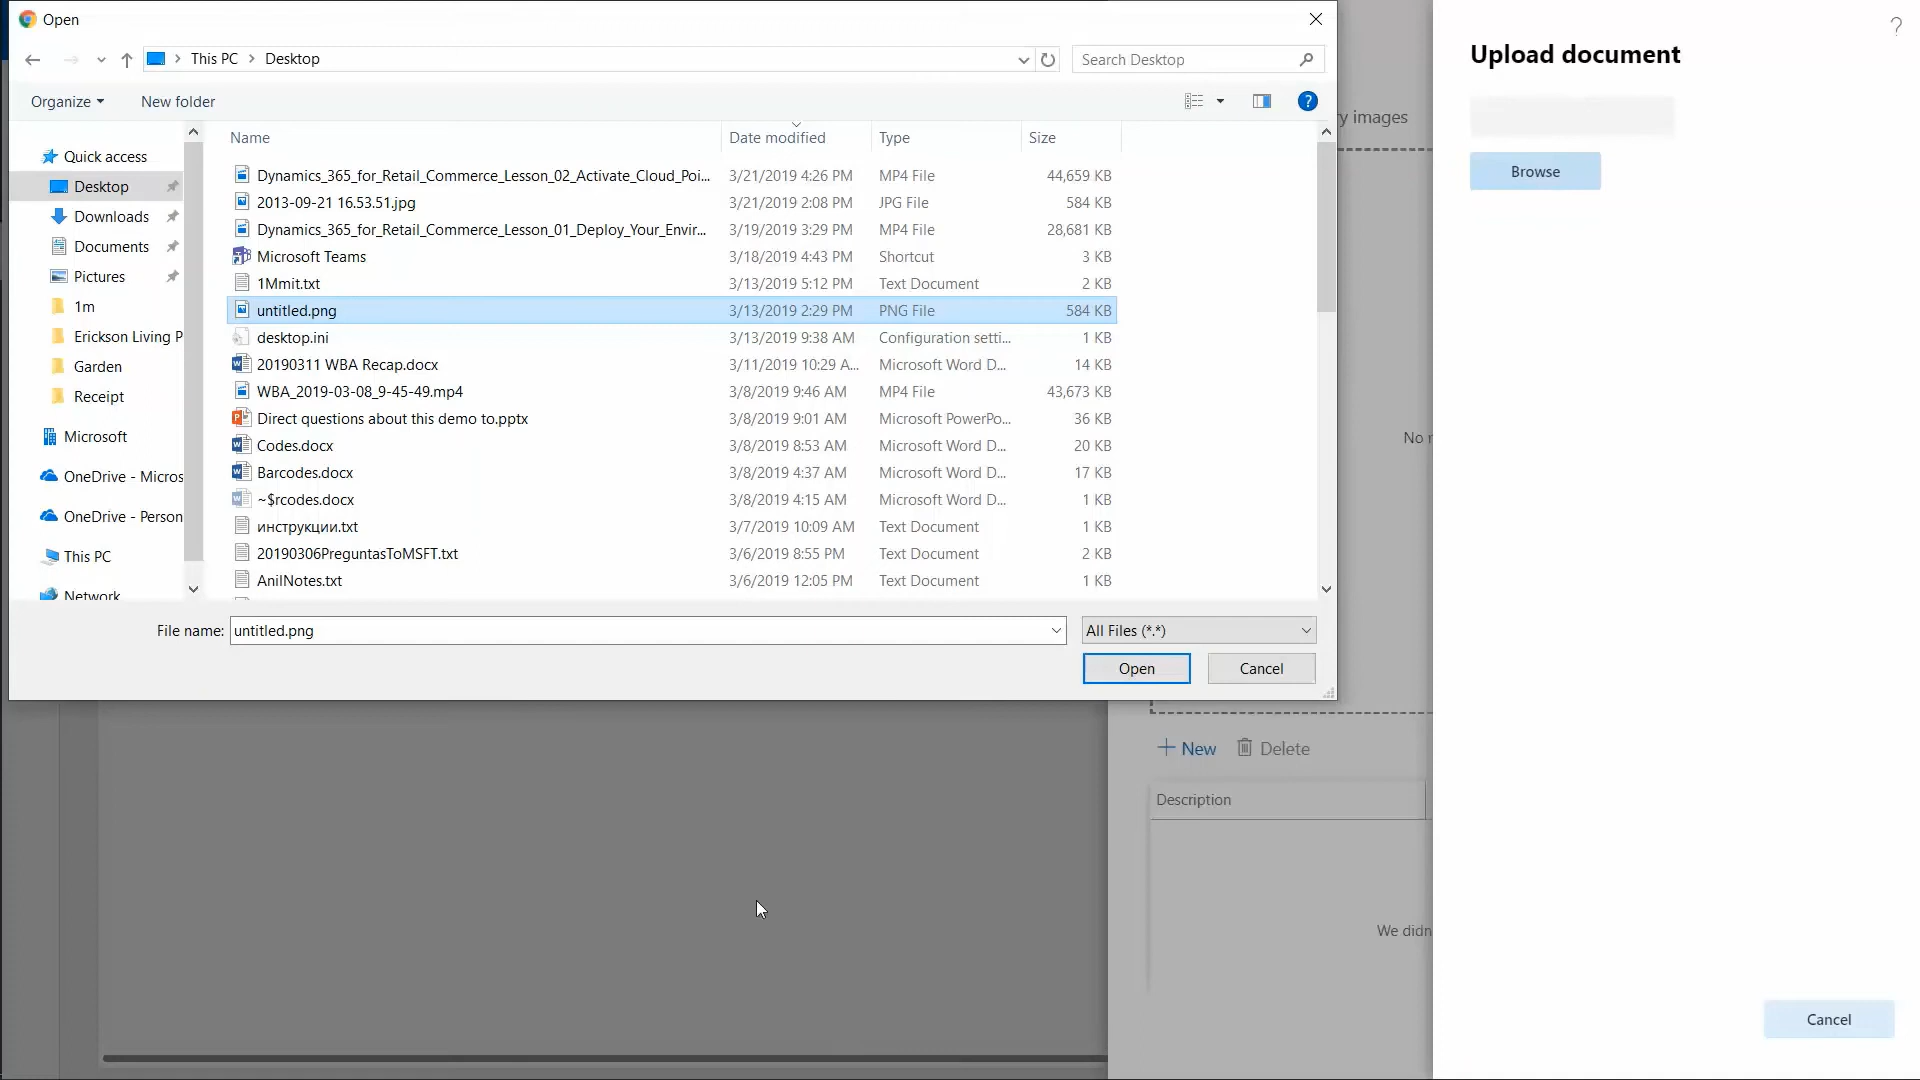 Open
This PC
Desktop
Search Desktop
Organize
New folder
?
Name
Date modified
Type
Size
Quick access
Desktop
Downloads
Documents
Pictures
1m
Erickson Living P
Garden
Receipt
Microsoft
OneDrive - Micros
OneDrive - Person
This PC
Network
Dynamics_365_for_Retail_Commerce_Lesson_02_Activate_Cloud_Poi... 3/21/2019 4:26 PM MP4 File 44,659 KB
2013-09-21 16.53.51.jpg 3/21/2019 2:08 PM JPG File 584 KB
Dynamics_365_for_Retail_Commerce_Lesson_01_Deploy_Your_Envir... 3/19/2019 3:29 PM MP4 File 28,681 KB
Microsoft Teams 3/18/2019 4:43 PM Shortcut 3 KB
1Mmit.txt 3/13/2019 5:12 PM Text Document 2 KB
untitled.png 3/13/2019 2:29 PM PNG File 584 KB
desktop.ini 3/13/2019 9:38 AM Configuration setti... 1 KB
20190311 WBA Recap.docx 3/11/2019 10:29 A... Microsoft Word D... 14 KB
WBA_2019-03-08_9-45-49.mp4 3/8/2019 9:46 AM MP4 File 43,673 KB
Direct questions about this demo to.pptx 3/8/2019 9:01 AM Microsoft PowerPo... 36 KB
Codes.docx 3/8/2019 8:53 AM Microsoft Word D... 20 KB
Barcodes.docx 3/8/2019 4:37 AM Microsoft Word D... 17 KB
~$rcodes.docx 3/8/2019 4:15 AM Microsoft Word D... 1 KB
инструкции.txt 3/7/2019 10:09 AM Text Document 1 KB
20190306PreguntasToMSFT.txt 3/6/2019 8:55 PM Text Document 2 KB
AnilNotes.txt 3/6/2019 12:05 PM Text Document 1 KB
File name: untitled.png
All Files (*.*)
Open
Cancel
y images
No r
New
Delete
Description
We didn
?
Upload document
Browse
Cancel